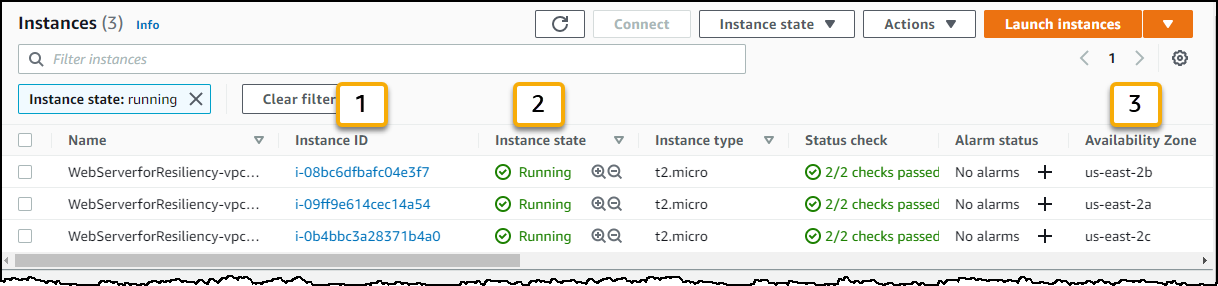 Instances (3) Info Connect Instance state Actions Launch instances
Filter instances 1
Instance state: running Clear filter 1 2 3
Name Instance ID Instance state Instance type Status check Alarm status Availability Zone
WebServerforResiliency-vpc... i-08bc6dfbafc04e3f7 Running t2.micro 2/2 checks passed No alarms us-east-2b
WebServerforResiliency-vpc... i-09ff9e614cec14a54 Running t2.micro 2/2 checks passed No alarms us-east-2a
WebServerforResiliency-vpc... i-0b4bbc3a28371b4a0 Running t2.micro 2/2 checks passed No alarms us-east-2c